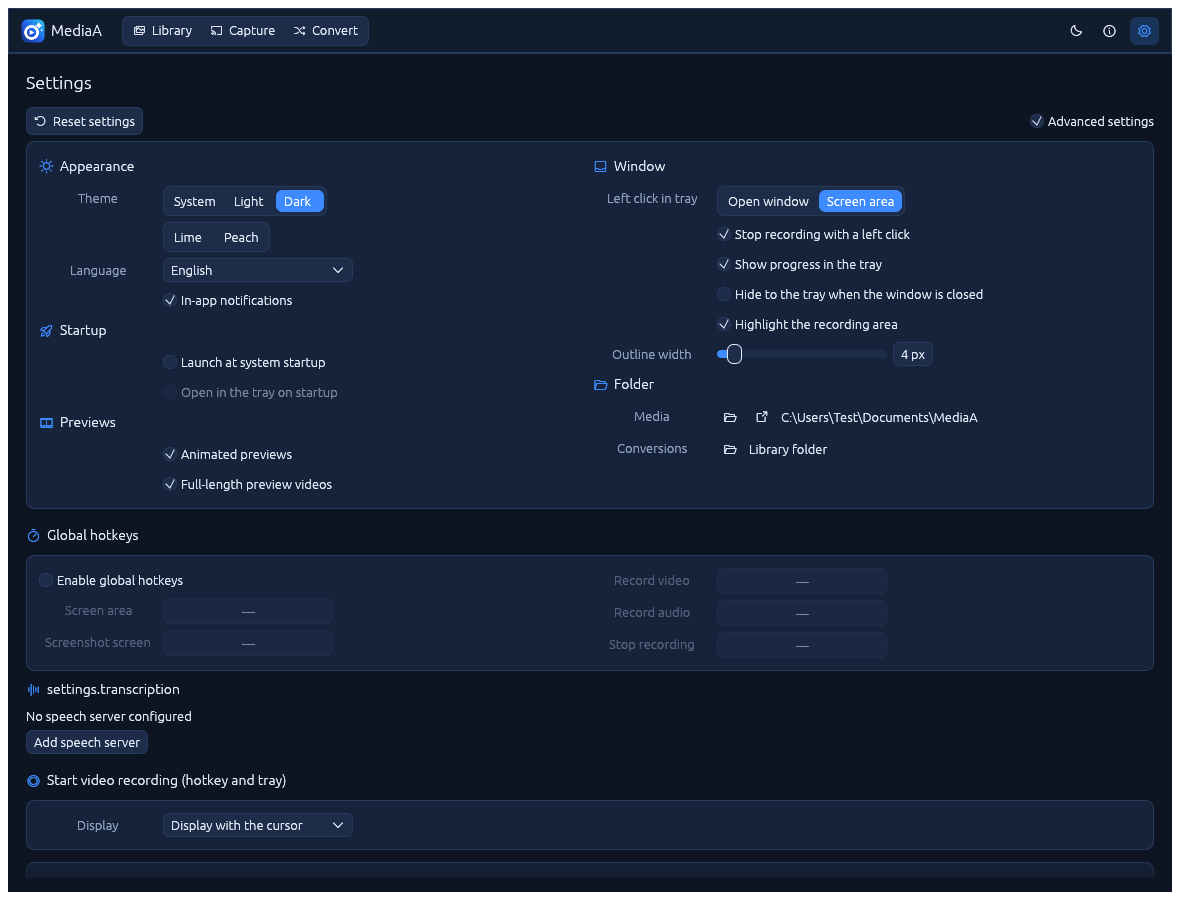 MediaA
Library
Capture
Convert
Settings
Reset settings
Advanced settings
Appearance
Theme
System
Light
Dark
Lime
Peach
Language
English
In-app notifications
Startup
Launch at system startup
Open in the tray on startup
Previews
Animated previews
Full-length preview videos
Window
Left click in tray
Open window
Screen area
Stop recording with a left click
Show progress in the tray
Hide to the tray when the window is closed
Highlight the recording area
Outline width
4 px
Folder
Media
C:\Users\Test\Documents\MediaA
Conversions
Library folder
Global hotkeys
Enable global hotkeys
Screen area
—
Screenshot screen
—
Record video
—
Record audio
—
Stop recording
—
settings.transcription
No speech server configured
Add speech server
Start video recording (hotkey and tray)
Display
Display with the cursor